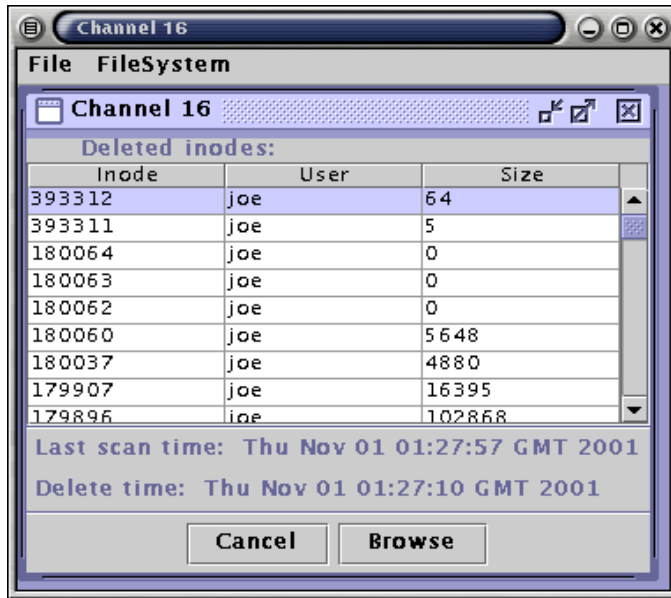 Channel 16
File FileSystem
Channel 16
Deleted inodes:
Inode User Size
393312 joe 64
393311 joe 5
180064 joe 0
180063 joe 0
180062 joe 0
180060 joe 5648
180037 joe 4880
179907 joe 16395
179896 joe 102868
Last scan time: Thu Nov 01 01:27:57 GMT 2001
Delete time: Thu Nov 01 01:27:10 GMT 2001
Cancel Browse